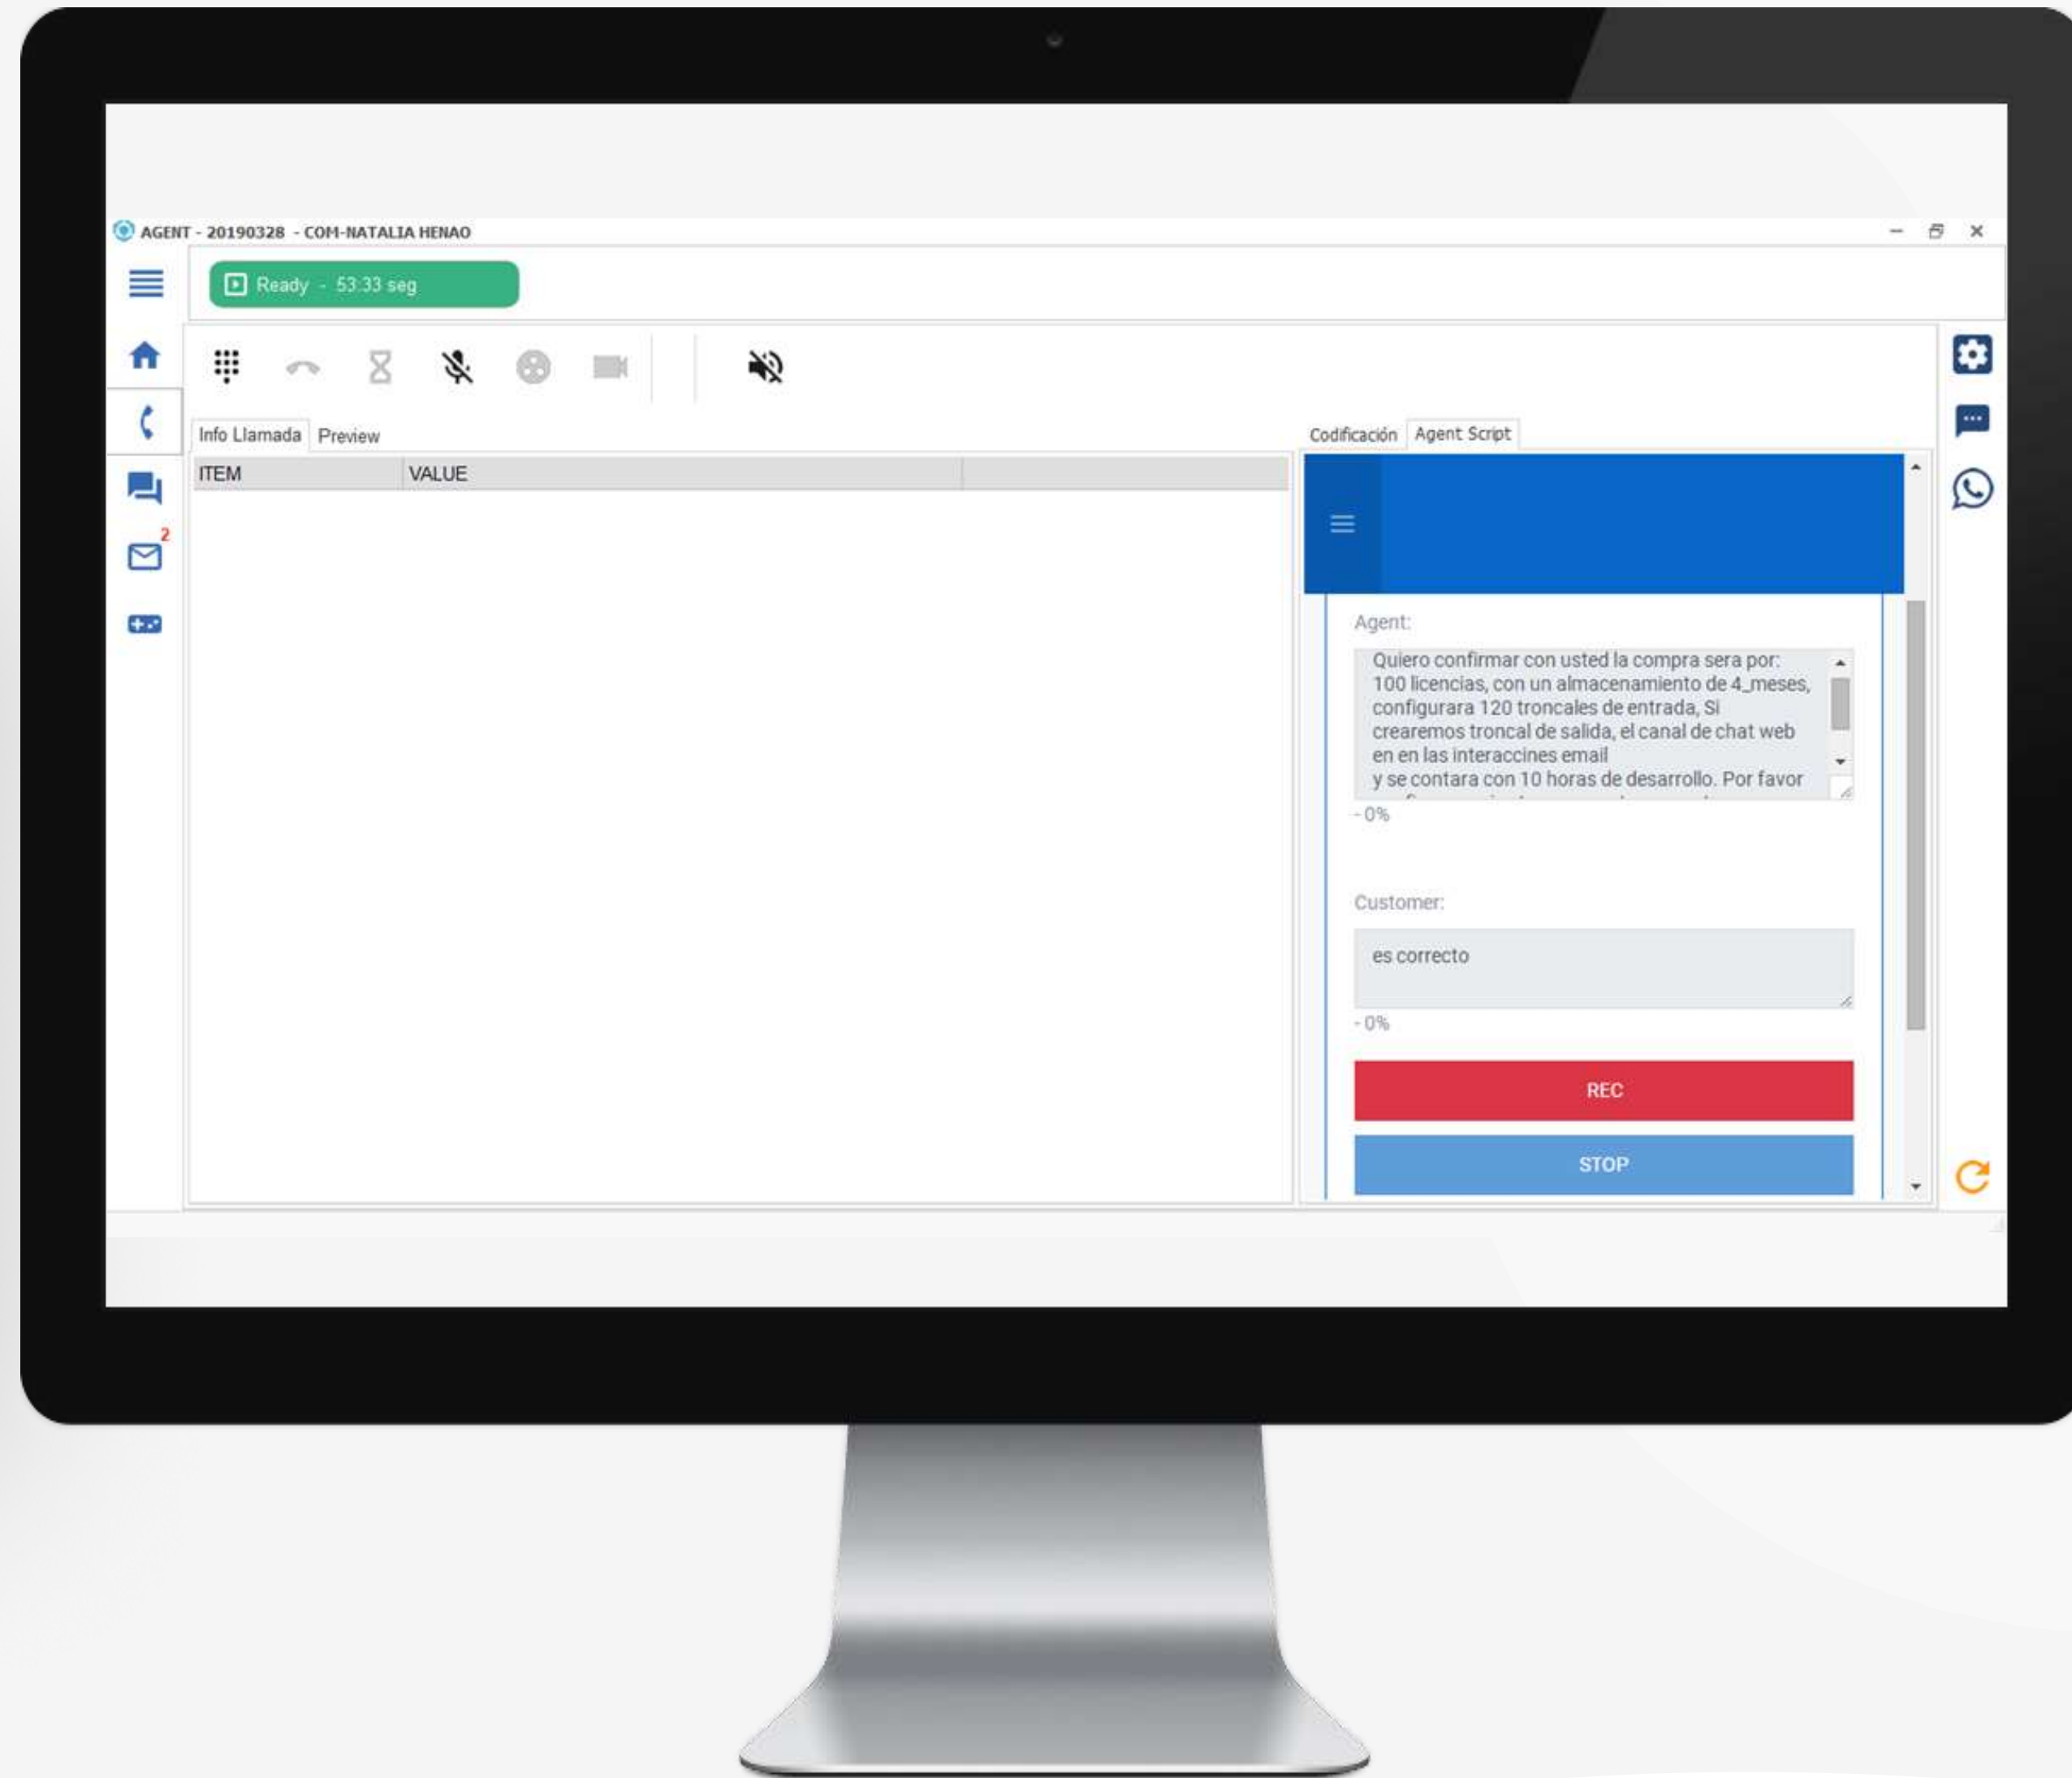 AGENT - 20190328 - COM-NATALIA HENAO
Ready - 53:33 seg
Info Llamada Preview
ITEM VALUE
2
Codificación Agent Script
Agent:
Quiero confirmar con usted la compra sera por:
100 licencias, con un almacenamiento de 4_meses,
configurara 120 troncales de entrada, Si
crearemos troncal de salida, el canal de chat web
en en las interaccines email
y se contara con 10 horas de desarrollo. Por favor
- 0%
Customer:
es correcto
- 0%
REC
STOP